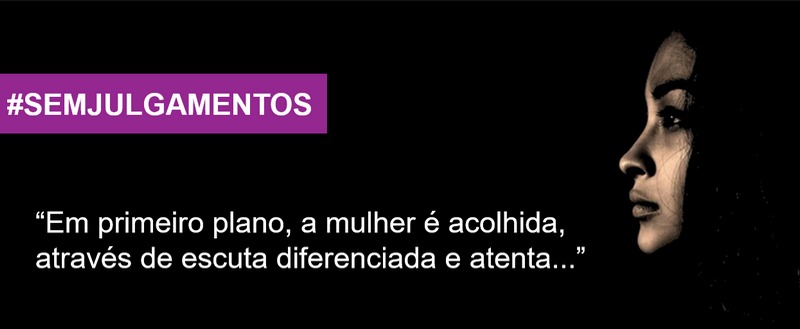 #SEMJULGAMENTOS
“Em primeiro plano, a mulher é acolhida,
através de escuta diferenciada e atenta...”